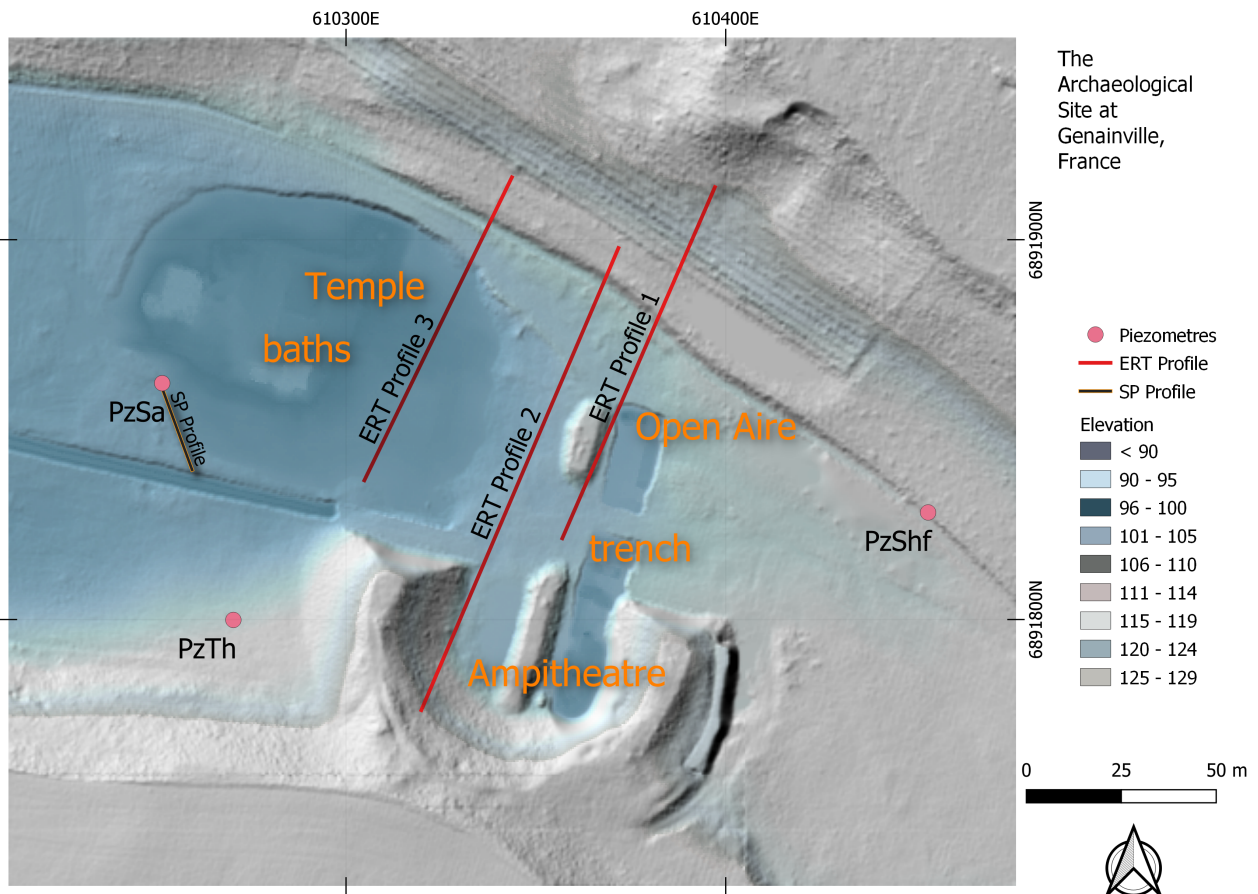 610300E
610400E
The
Archaeological
Site at
Genainville,
France
6891900N
Temple
baths
ERT Profile 3
ERT Profile 1
ERT Profile 2
PzSa
SP Profile
Open Aire
trench
PzShf
PzTh
Ampitheatre
6891800N
Piezometres
ERT Profile
SP Profile
Elevation
< 90
90 - 95
96 - 100
101 - 105
106 - 110
111 - 114
115 - 119
120 - 124
125 - 129
0 25 50 m